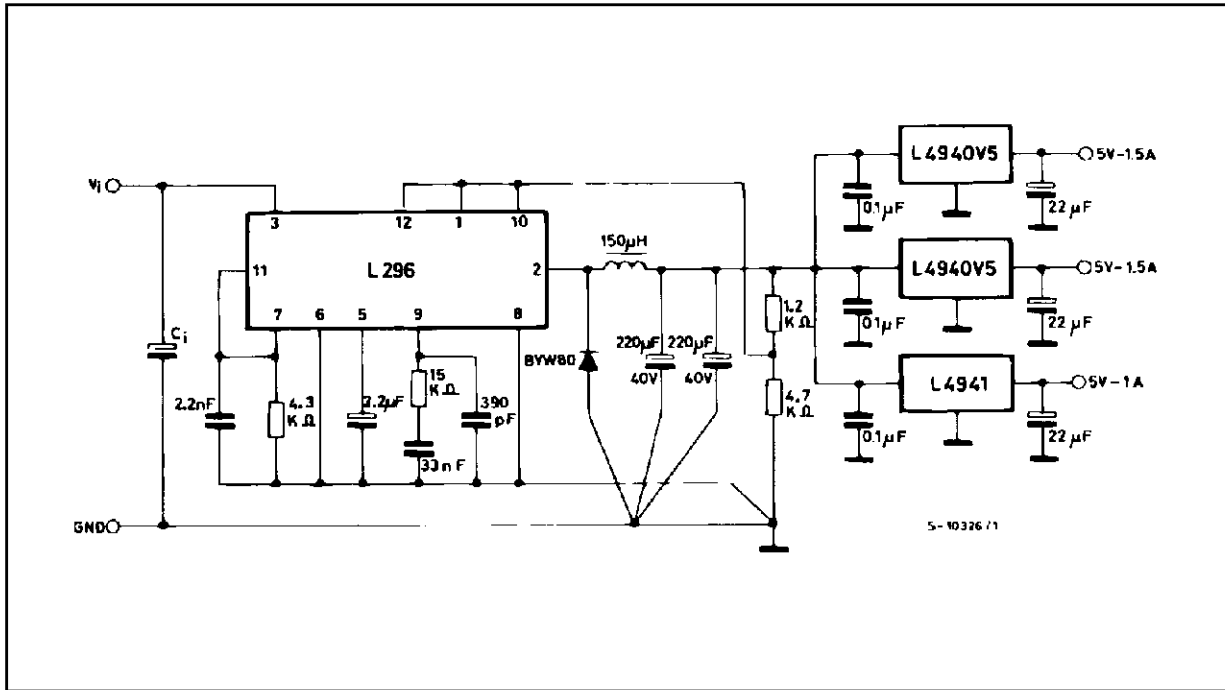 Vi
GND
Ci
3
12
1
10
11
L296
2
7
6
5
9
8
2.2nF
4.3
KΩ
2.2µF
15
KΩ
33nF
390
pF
150µH
BYW80
220µF
40V
220µF
40V
1.2
KΩ
4.7
KΩ
0.1µF
L4940V5
22µF
5V-1.5A
0.1µF
L4940V5
22µF
5V-1.5A
0.1µF
L4941
22µF
5V-1A
S-10326/1